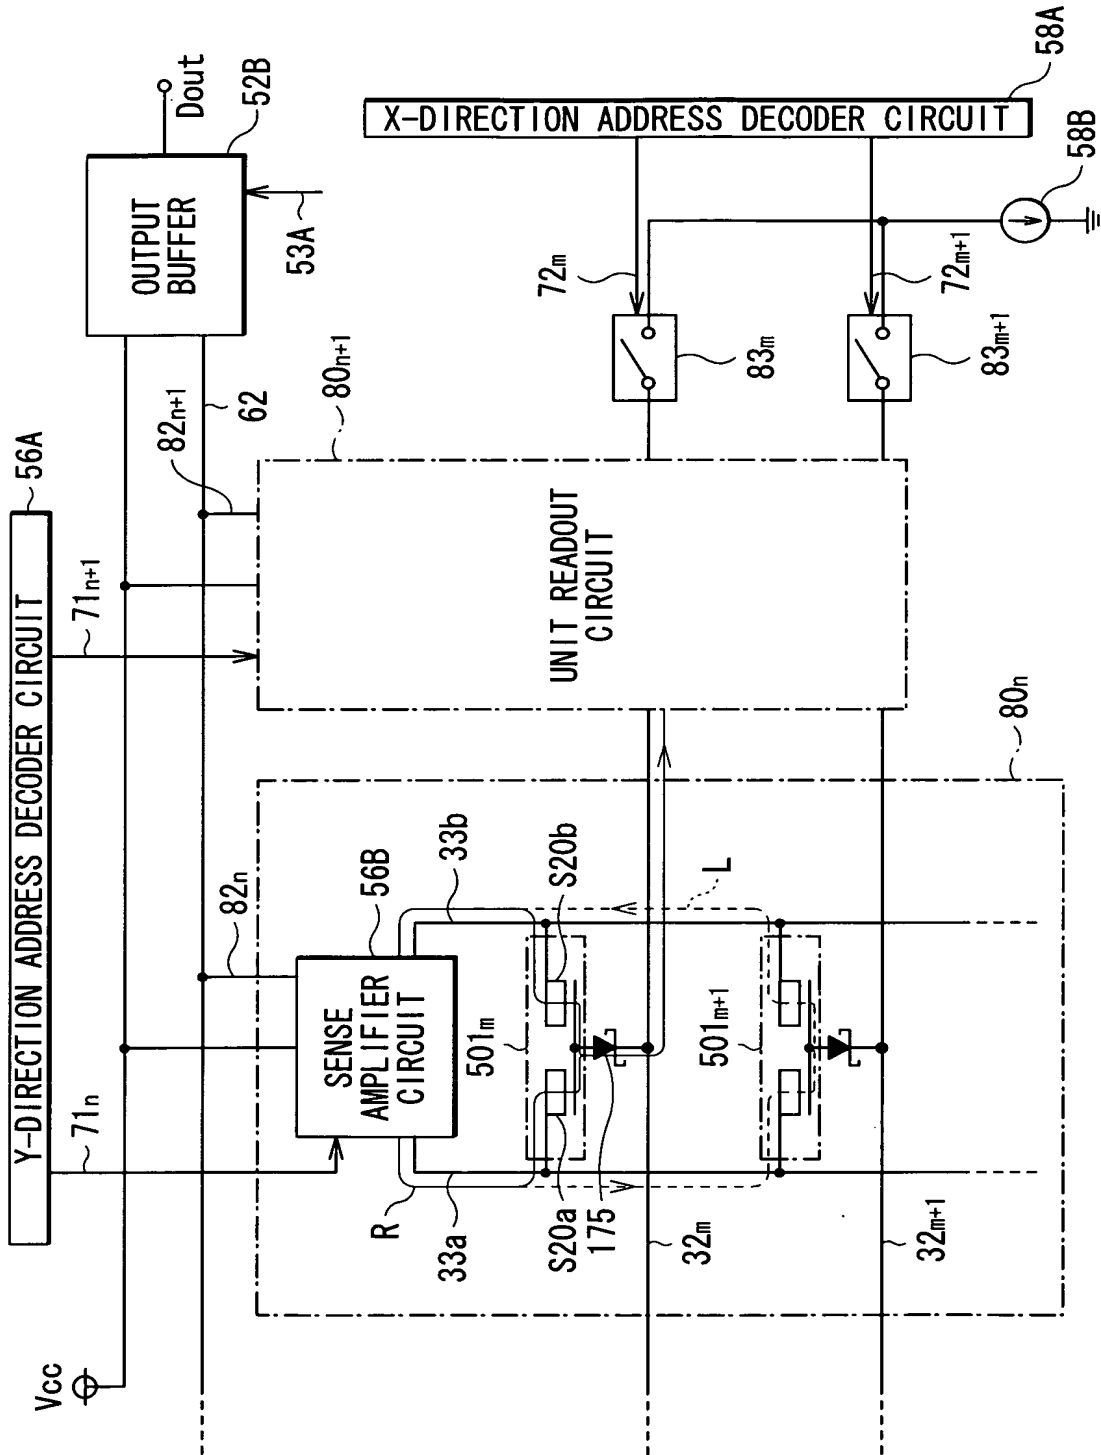 Vcc
Y-DIRECTION ADDRESS DECODER CIRCUIT
56A
71n
71n+1
82n
82n+1
62
OUTPUT
BUFFER
Dout
52B
53A
SENSE
AMPLIFIER
CIRCUIT
56B
R
33a
33b
501m
S20a
S20b
175
32m
L
501m+1
32m+1
80n
UNIT READOUT
CIRCUIT
80n+1
72m
83m
72m+1
83m+1
X-DIRECTION ADDRESS DECODER CIRCUIT
58A
58B